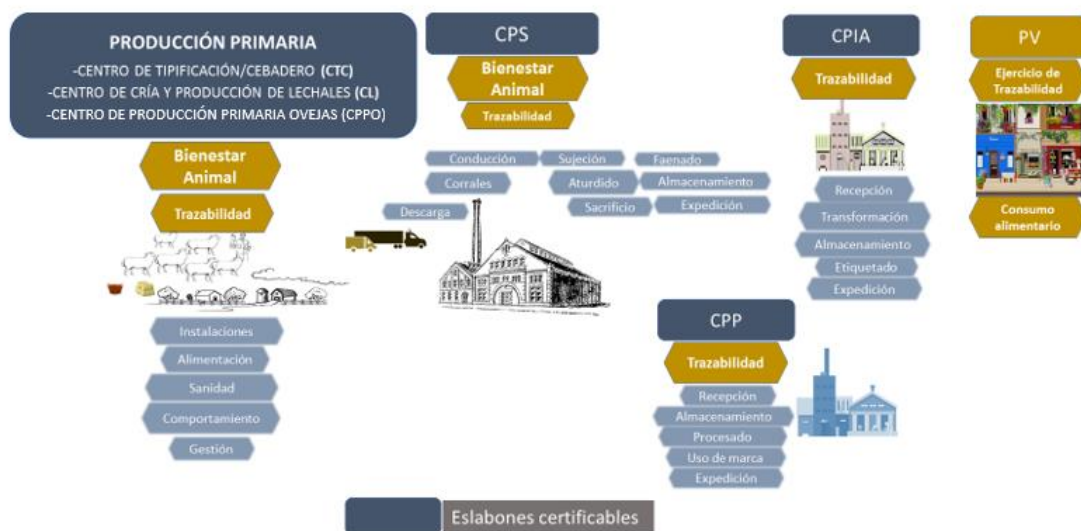 PRODUCCIÓN PRIMARIA
-CENTRO DE TIPIFICACIÓN/CEBADERO (CTC)
-CENTRO DE CRÍA Y PRODUCCIÓN DE LECHALES (CL)
-CENTRO DE PRODUCCIÓN PRIMARIA OVEJAS (CPPO)
Bienestar
Animal
Trazabilidad
Instalaciones
Alimentación
Sanidad
Comportamiento
Gestión
CPS
Bienestar
Animal
Trazabilidad
Conducción
Sujeción
Faenado
Corrales
Aturdido
Almacenamiento
Descarga
Sacrificio
Expedición
CPP
Trazabilidad
Recepción
Almacenamiento
Procesado
Uso de marca
Expedición
CPIA
Trazabilidad
Recepción
Transformación
Almacenamiento
Etiquetado
Expedición
PV
Ejercicio de
Trazabilidad
Consumo
alimentario
Eslabones certificables